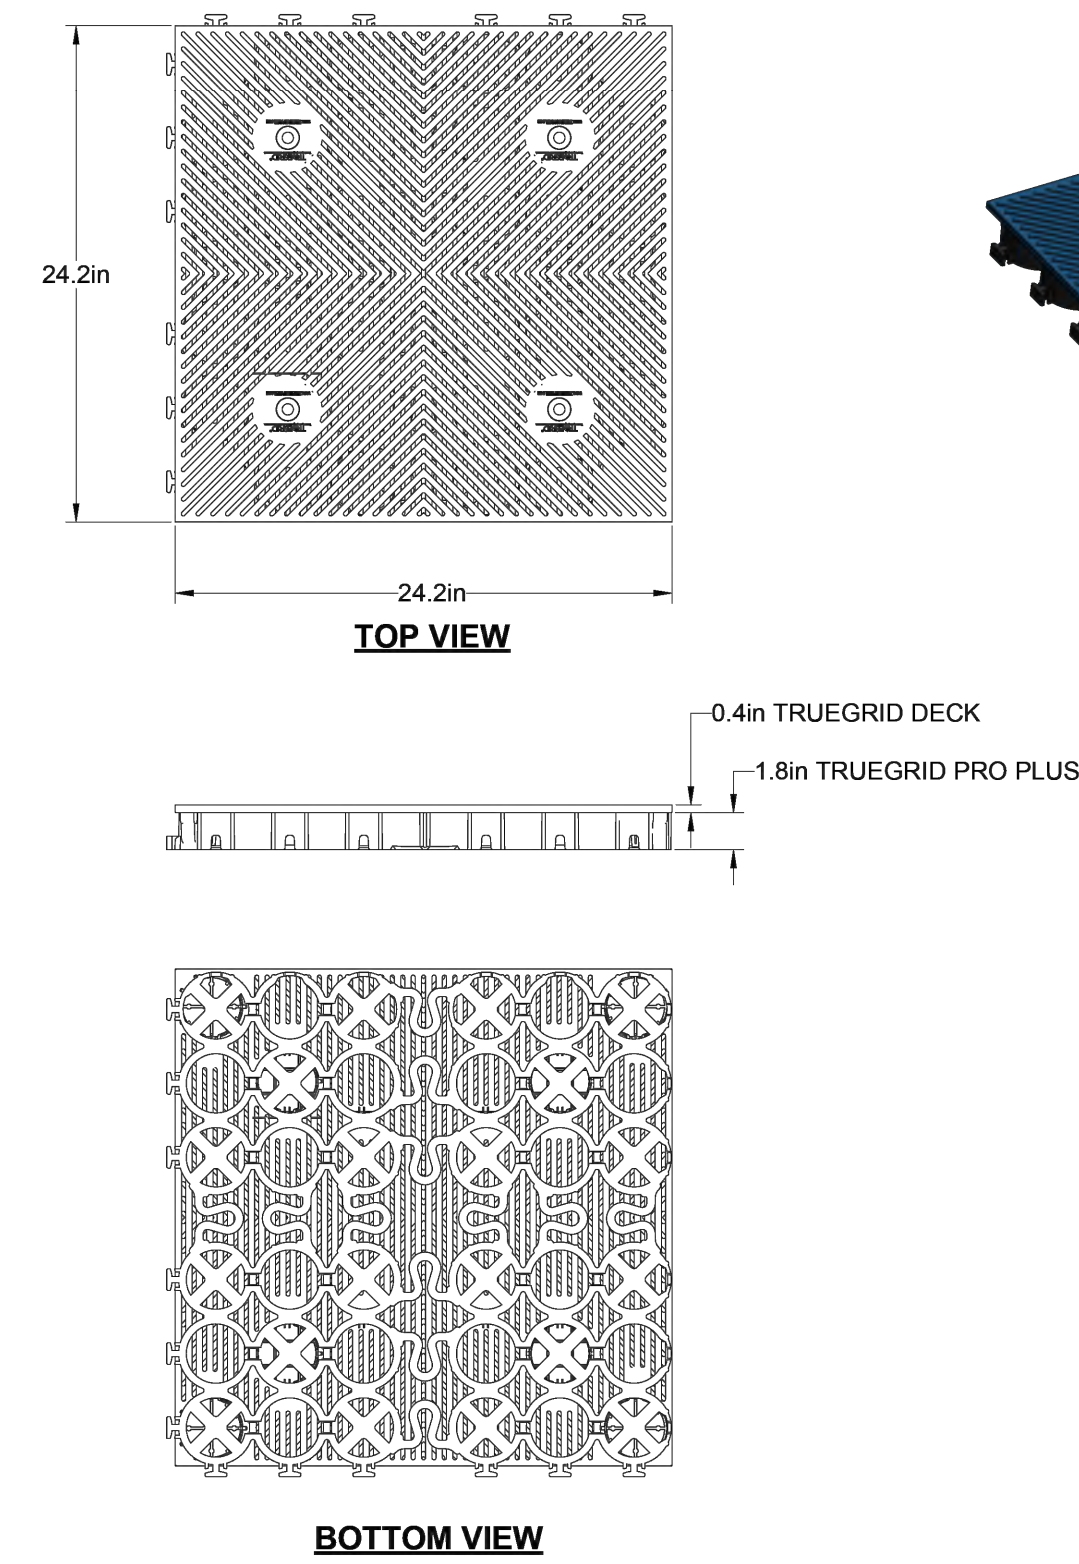 24.2in
24.2in
TOP VIEW
0.4in TRUEGRID DECK
1.8in TRUEGRID PRO PLUS
BOTTOM VIEW